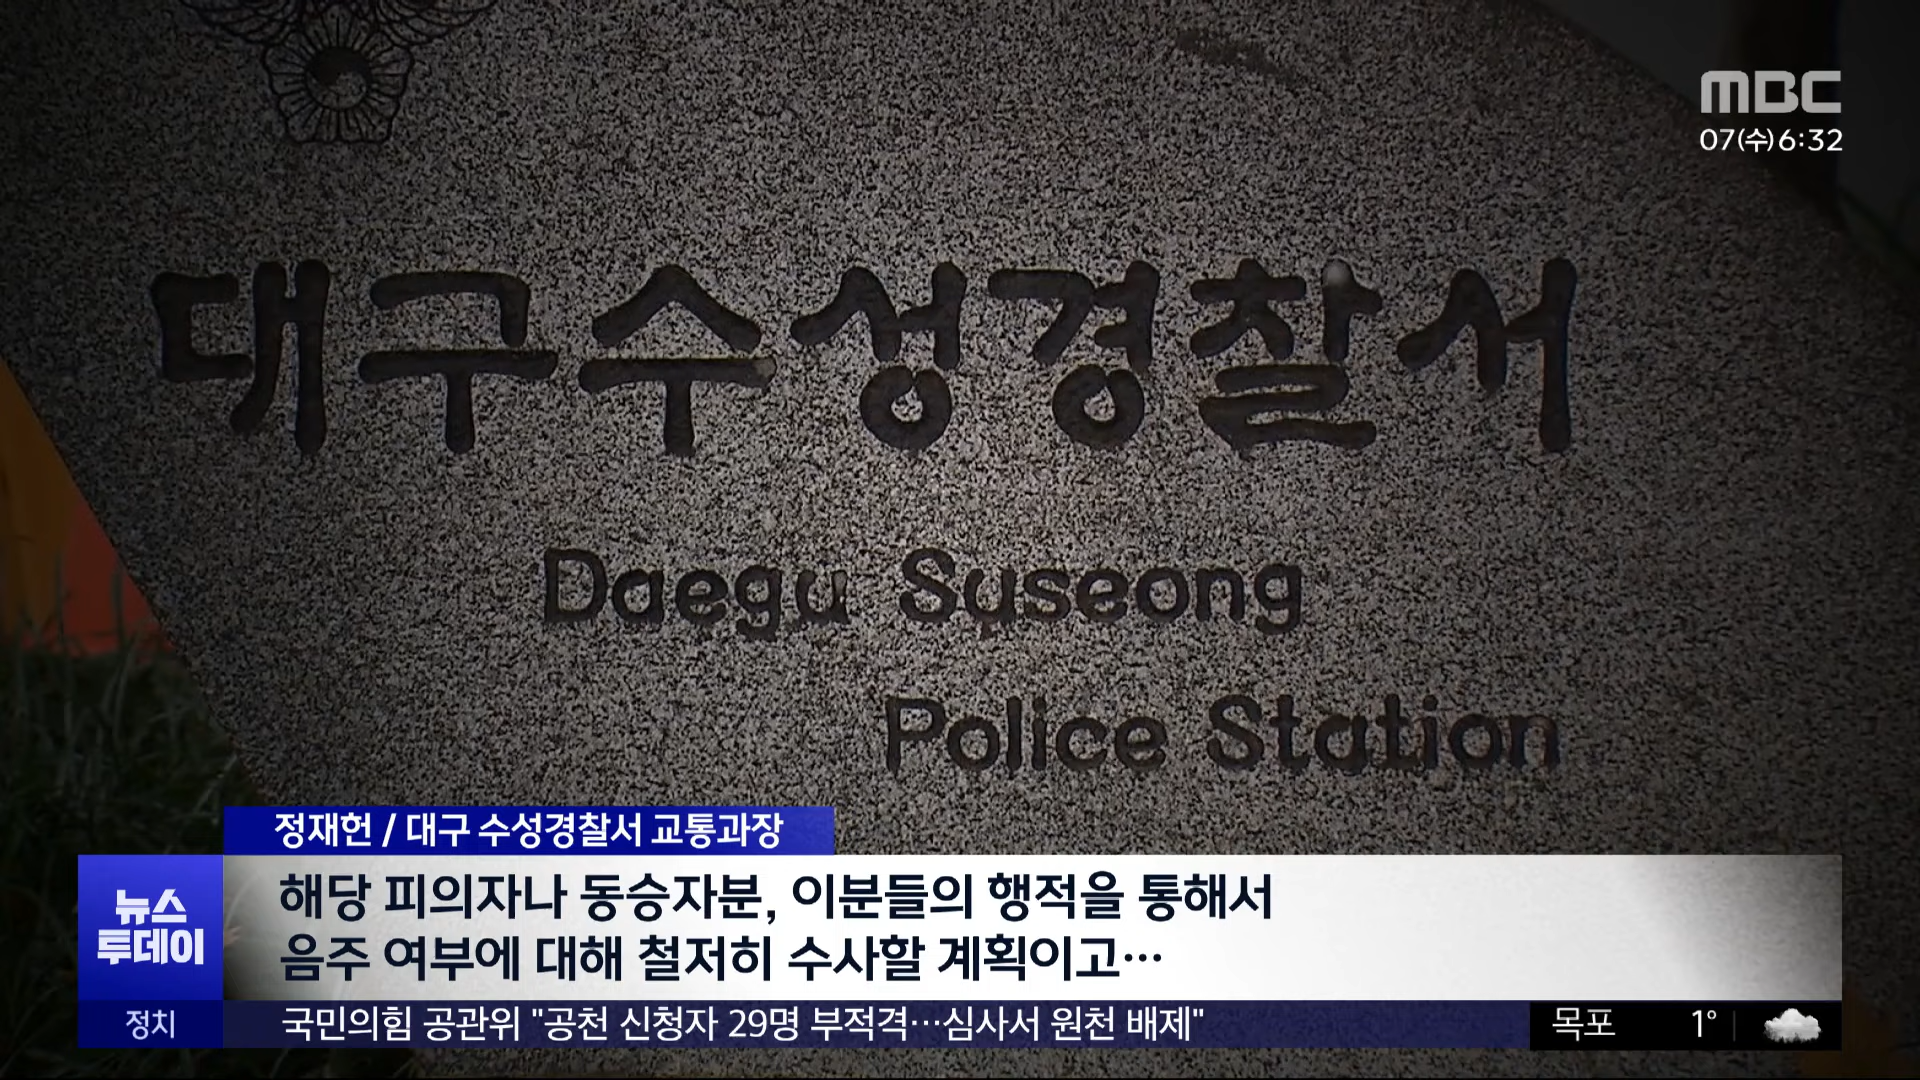 MBC
07(수)6:32
대구수성경찰서
Daegu Suseong
Police Station
정재헌 / 대구 수성경찰서 교통과장
뉴스
투데이
해당 피의자나 동승자분, 이분들의 행적을 통해서
음주 여부에 대해 철저히 수사할 계획이고…
정치
국민의힘 공관위 "공천 신청자 29명 부적격…심사서 원천 배제"
목포 1°